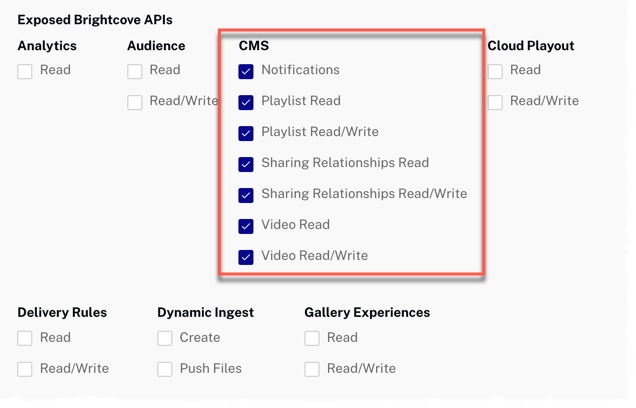 Exposed Brightcove APIs
Analytics
Read
Audience
Read
Read/Write
CMS
Notifications
Playlist Read
Playlist Read/Write
Sharing Relationships Read
Sharing Relationships Read/Write
Video Read
Video Read/Write
Cloud Playout
Read
Read/Write
Delivery Rules
Read
Read/Write
Dynamic Ingest
Create
Push Files
Gallery Experiences
Read
Read/Write